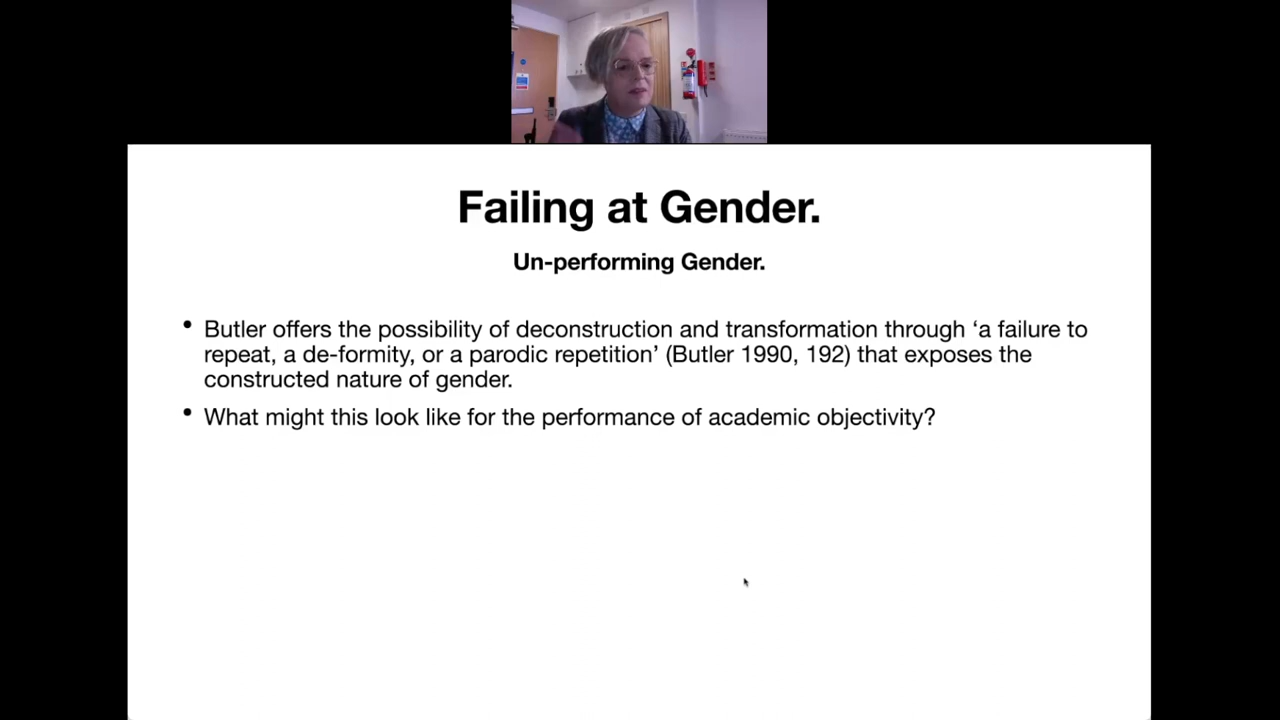 Failing at Gender.
Un-performing Gender.
• Butler offers the possibility of deconstruction and transformation through ‘a failure to
repeat, a de-formity, or a parodic repetition’ (Butler 1990, 192) that exposes the
constructed nature of gender.
• What might this look like for the performance of academic objectivity?